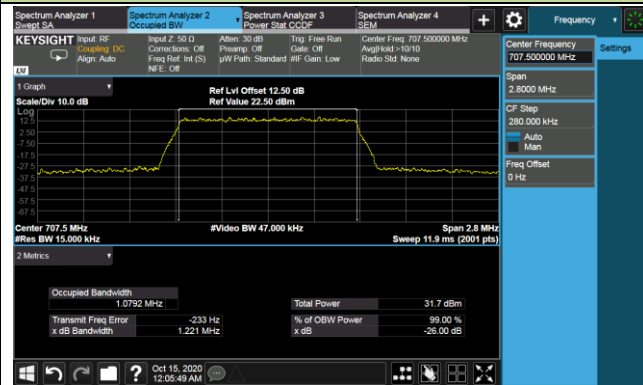 Spectrum Analyzer 1
Swept SA
Spectrum Analyzer 2
Occupied BW
Spectrum Analyzer 3
Power Stat CCDF
Spectrum Analyzer 4
SEM
+
Frequency
KEYSIGHT
LXI
Input: RF
Coupling: DC
Align: Auto
Input Z: 50 Ω
Corrections: Off
Freq Ref: Int (S)
NFE: Off
Atten: 30 dB
Preamp: Off
µW Path: Standard
Trig: Free Run
Gate: Off
#IF Gain: Low
Center Freq: 707.500000 MHz
Avg|Hold:>10/10
Radio Std: None
Center Frequency
707.500000 MHz
Settings
Span
2.8000 MHz
CF Step
280.000 kHz
Auto
Man
Freq Offset
0 Hz
1 Graph
Scale/Div 10.0 dB
Ref Lvl Offset 12.50 dB
Ref Value 22.50 dBm
Log
12.5
2.50
-7.50
-17.5
-27.5
-37.5
-47.5
-57.5
-67.5
Center 707.5 MHz
#Res BW 15.000 kHz
#Video BW 47.000 kHz
Span 2.8 MHz
Sweep 11.9 ms (2001 pts)
2 Metrics
Occupied Bandwidth
1.0792 MHz
Total Power 31.7 dBm
Transmit Freq Error -233 Hz
% of OBW Power 99.00 %
x dB Bandwidth 1.221 MHz
x dB -26.00 dB
?
Oct 15, 2020
12:05:49 AM